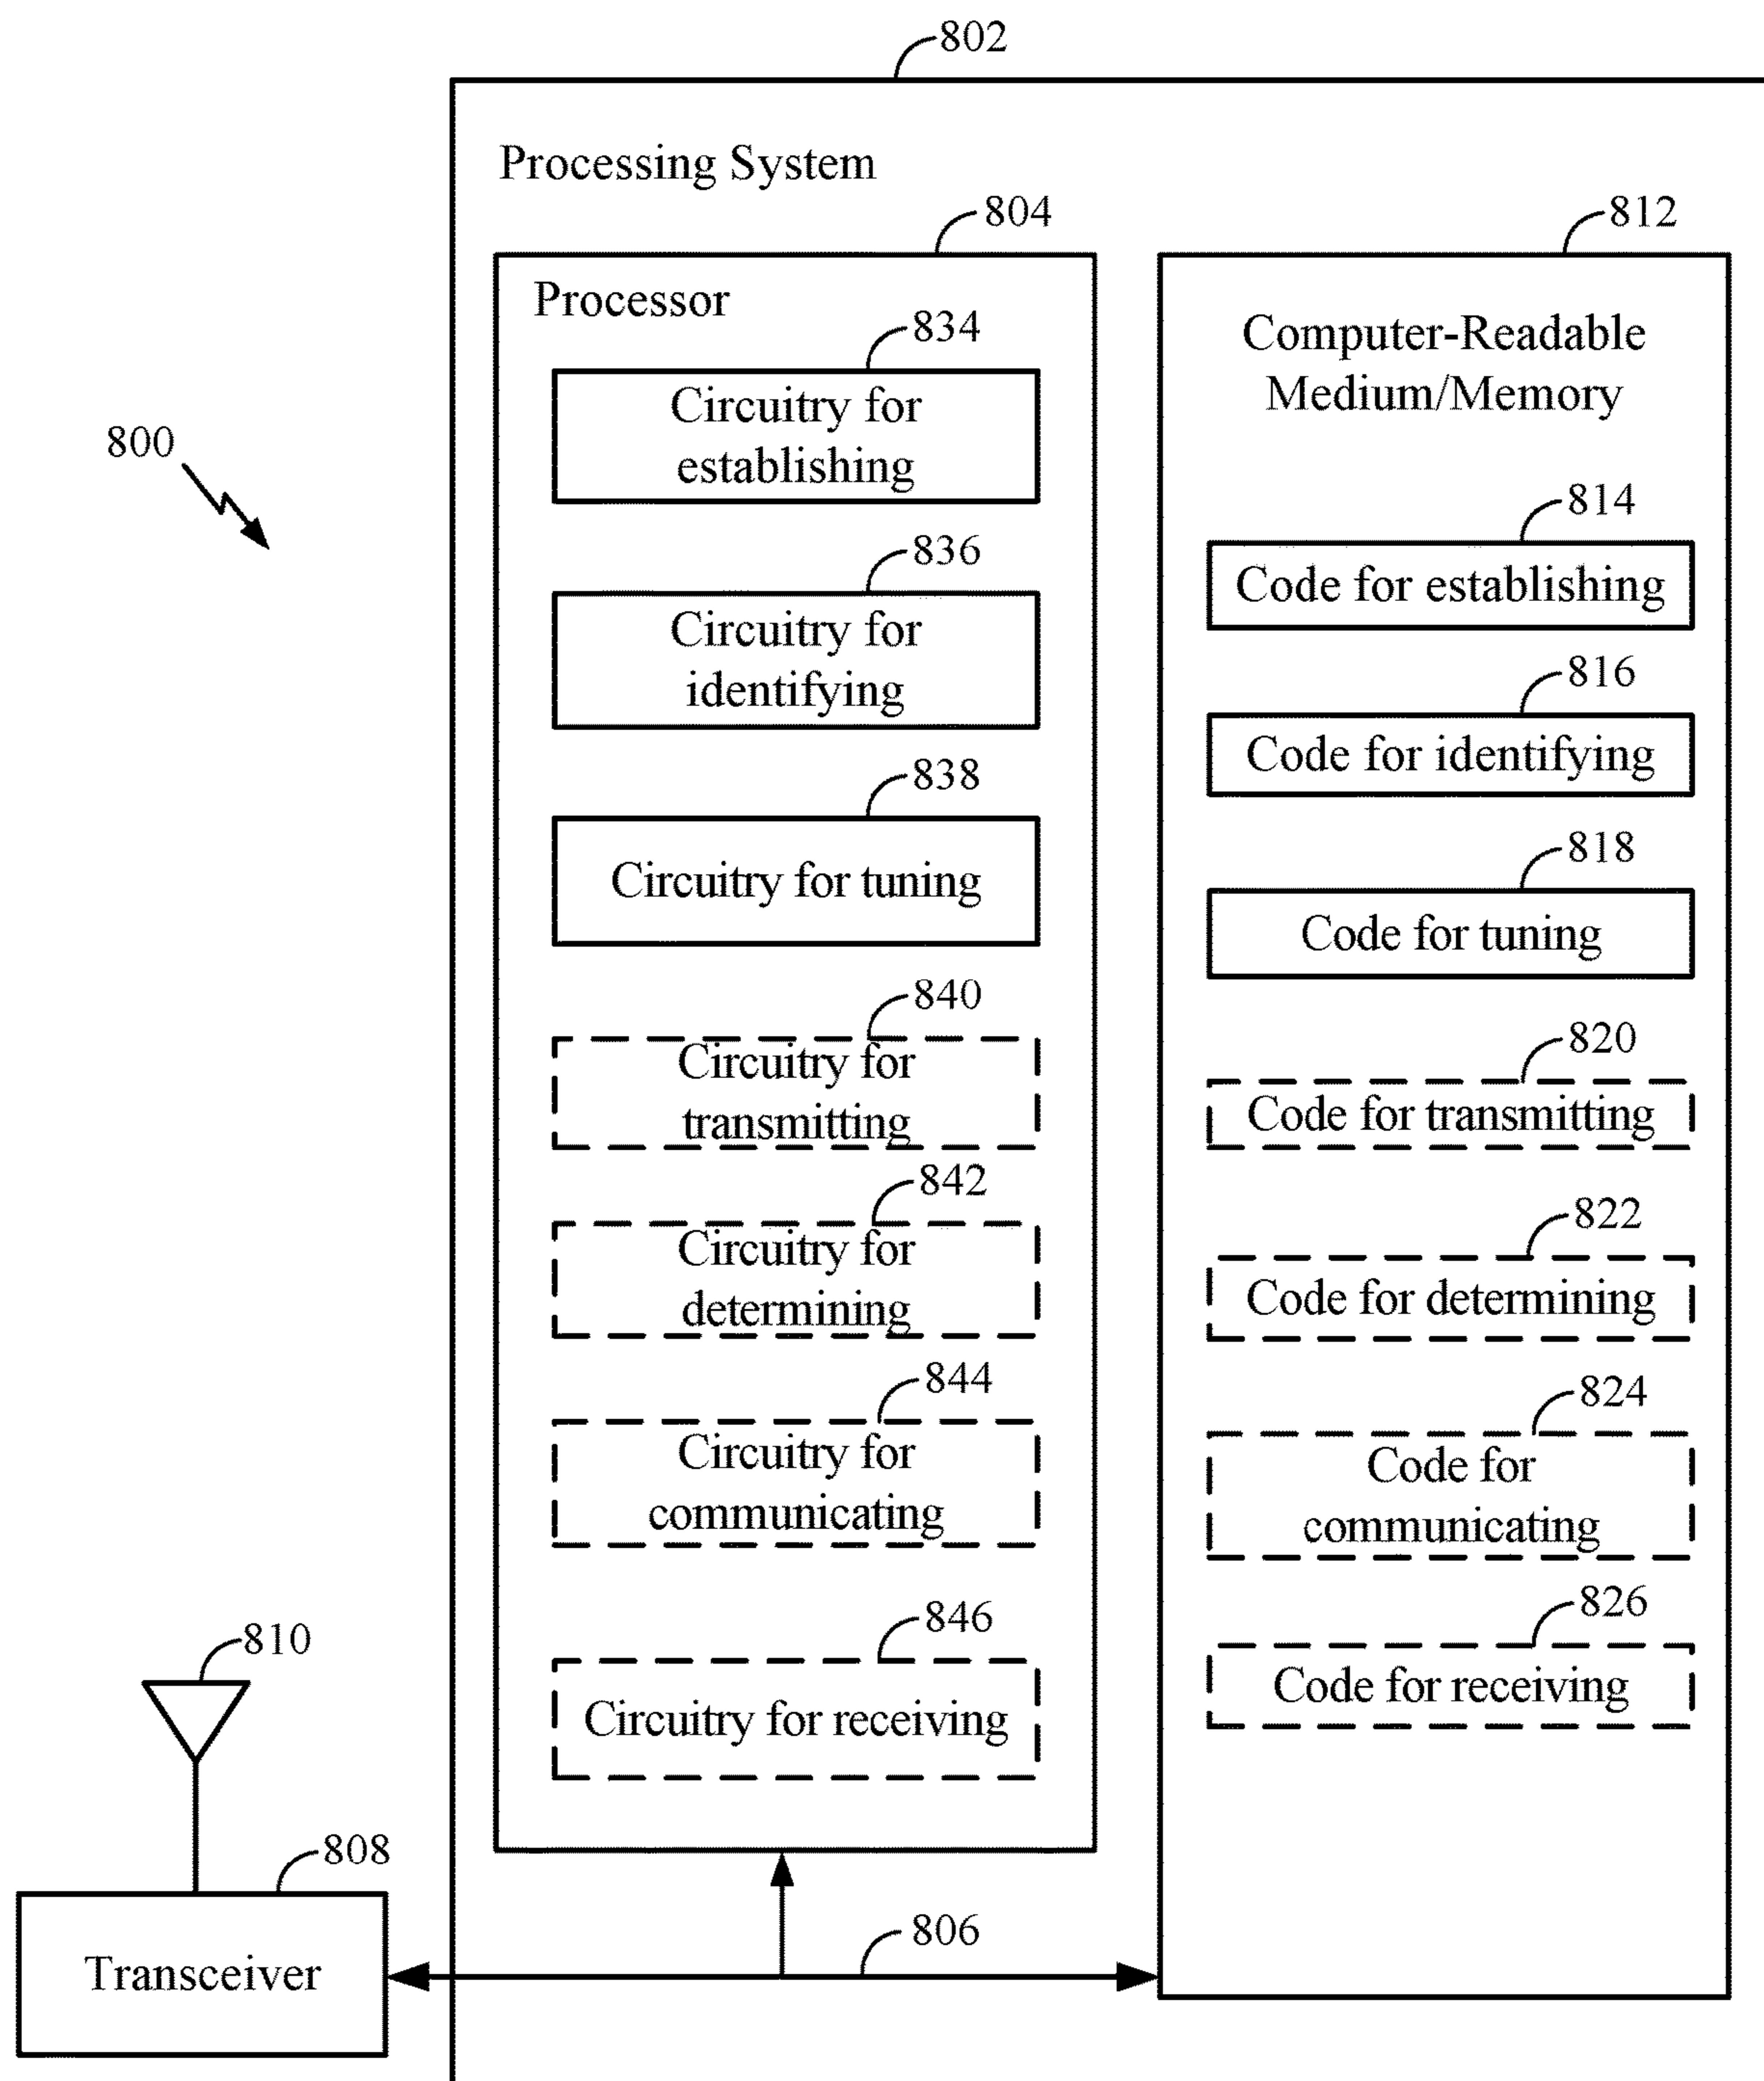 802
Processing System
804
Processor
834
Circuitry for
establishing
836
Circuitry for
identifying
838
Circuitry for tuning
840
Circuitry for
transmitting
842
Circuitry for
determining
844
Circuitry for
communicating
846
Circuitry for receiving
812
Computer-Readable
Medium/Memory
814
Code for establishing
816
Code for identifying
818
Code for tuning
820
Code for transmitting
822
Code for determining
824
Code for
communicating
826
Code for receiving
800
810
808
Transceiver
806